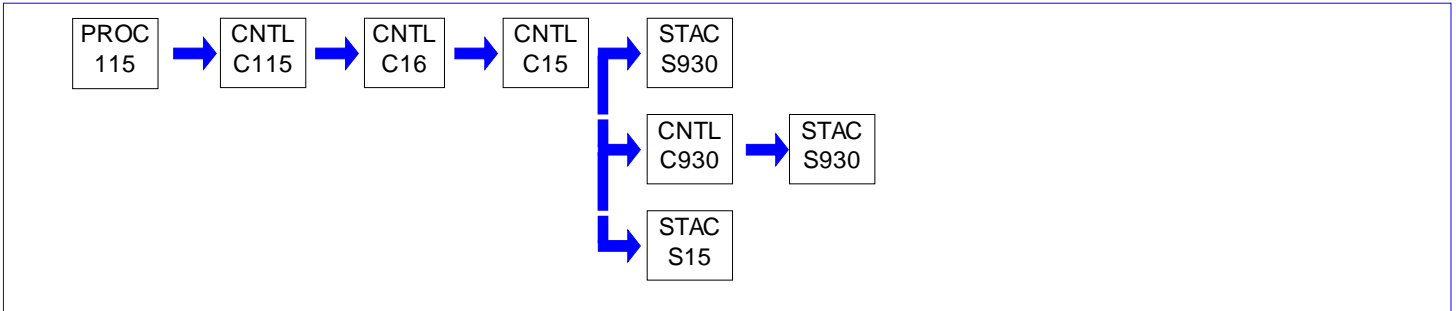 PROC
115
CNTL
C115
CNTL
C16
CNTL
C15
STAC
S930
CNTL
C930
STAC
S930
STAC
S15